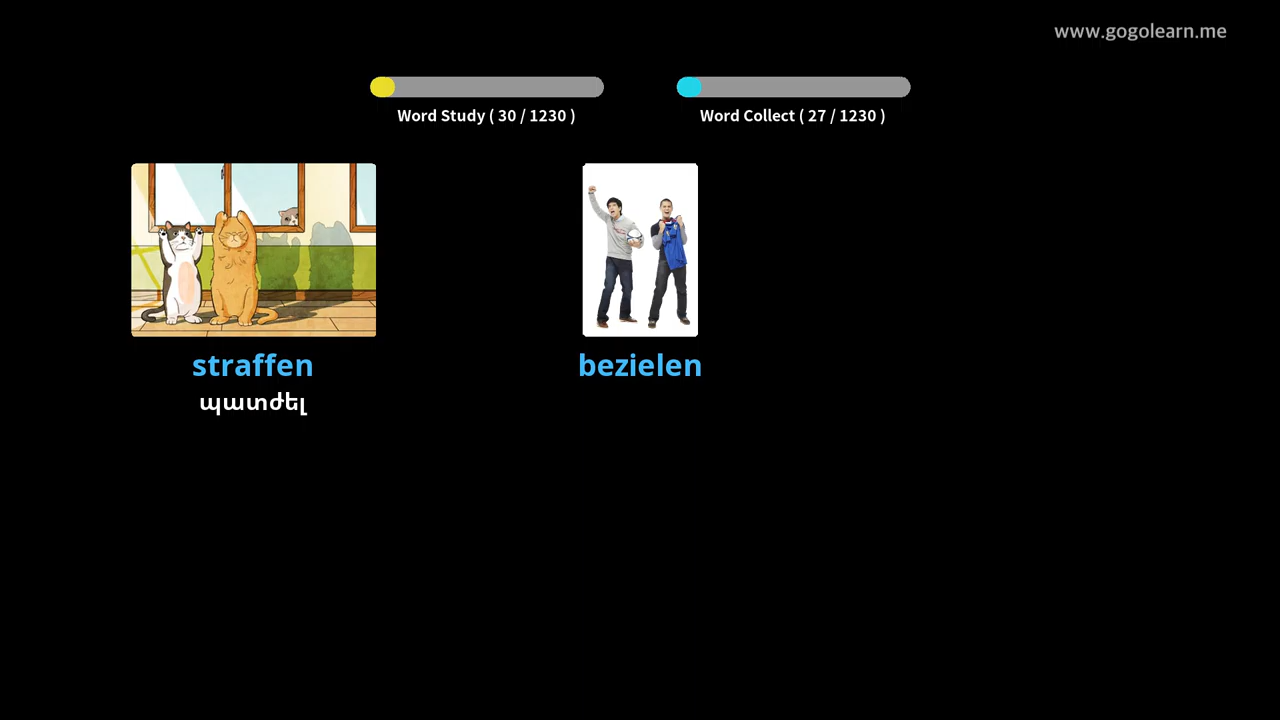 www.gogolearn.me
Word Study ( 30 / 1230 )
Word Collect ( 27 / 1230 )
straffen
պատժել
bezielen